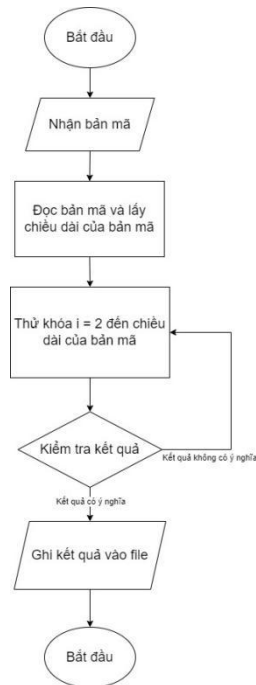 Bắt đầu
Nhận bản mã
Đọc bản mã và lấy
chiều dài của bản mã
Thử khóa i = 2 đến chiều
dài của bản mã
Kiểm tra kết quả
Kết quả không có ý nghĩa
Kết quả có ý nghĩa
Ghi kết quả vào file
Bắt đầu